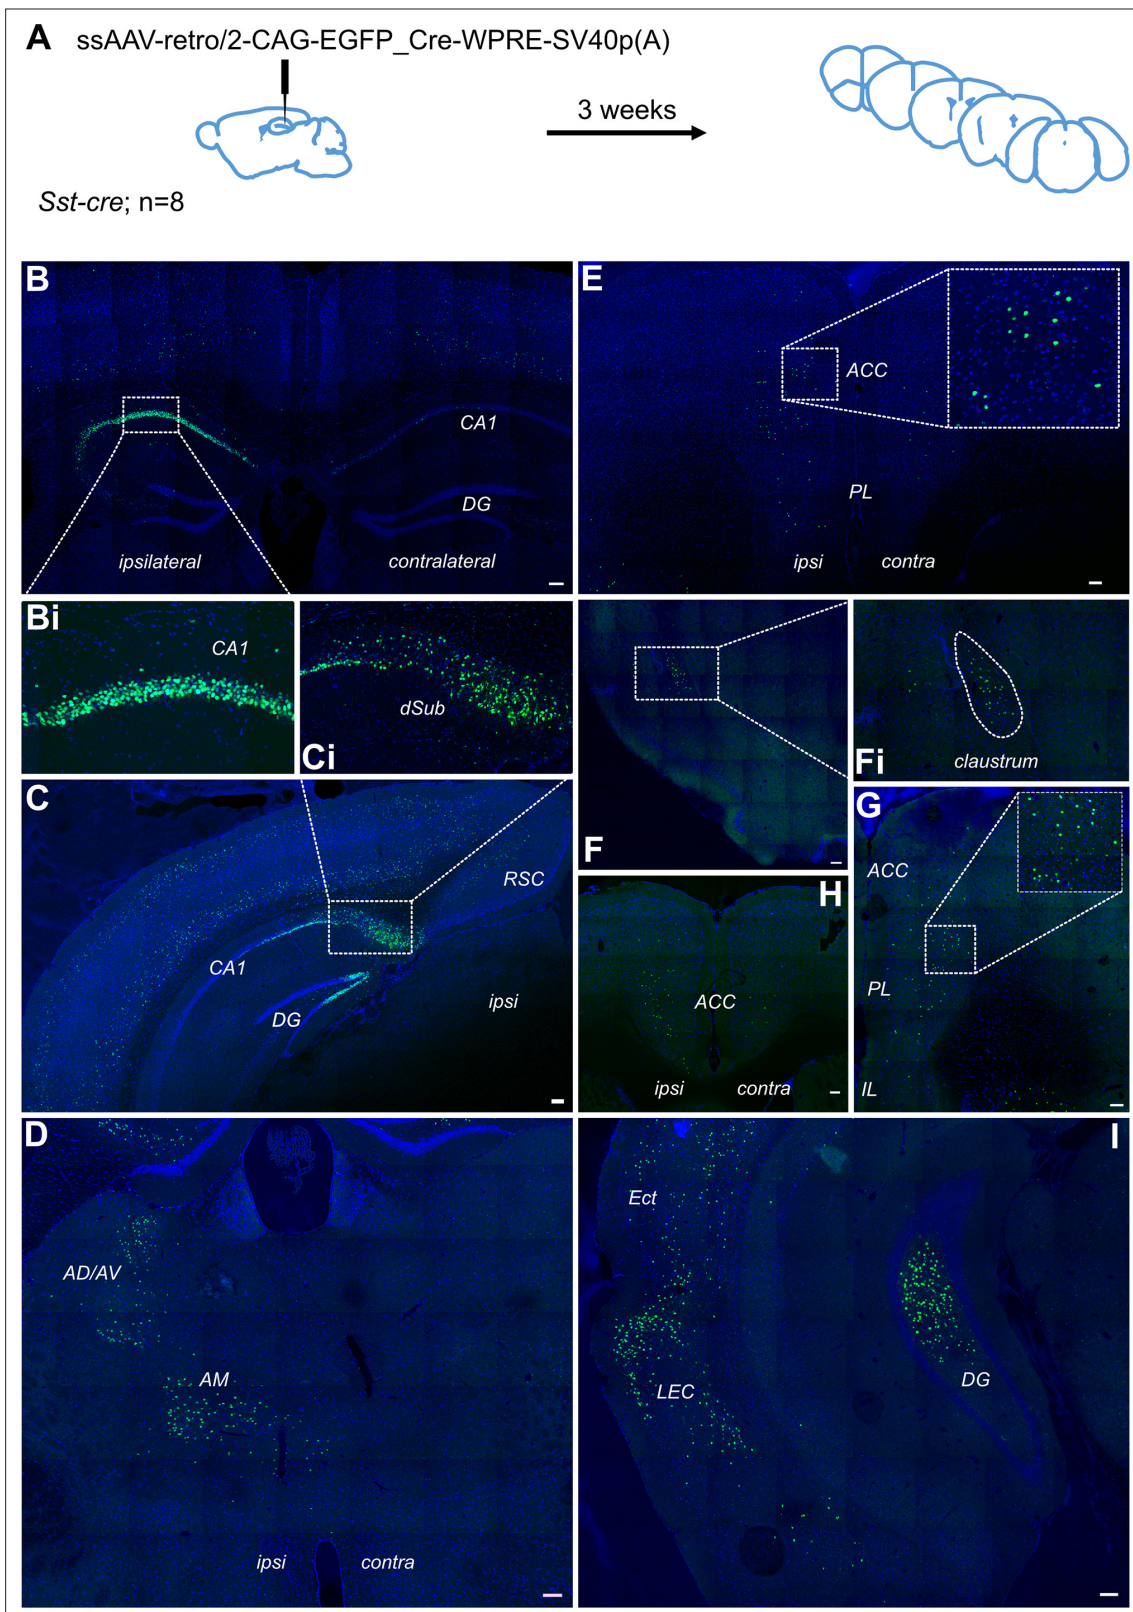 A ssAAV-retro/2-CAG-EGFP_Cre-WPRE-SV40p(A)
3 weeks
Sst-cre; n=8
B
CA1
DG
ipsilateral
contralateral
E
ACC
PL
ipsi
contra
Bi
CA1
dSub
Ci
F
Fi
claustrum
C
RSC
CA1
DG
ipsi
G
ACC
PL
IL
H
ACC
ipsi
contra
D
AD/AV
AM
ipsi
contra
I
Ect
LEC
DG